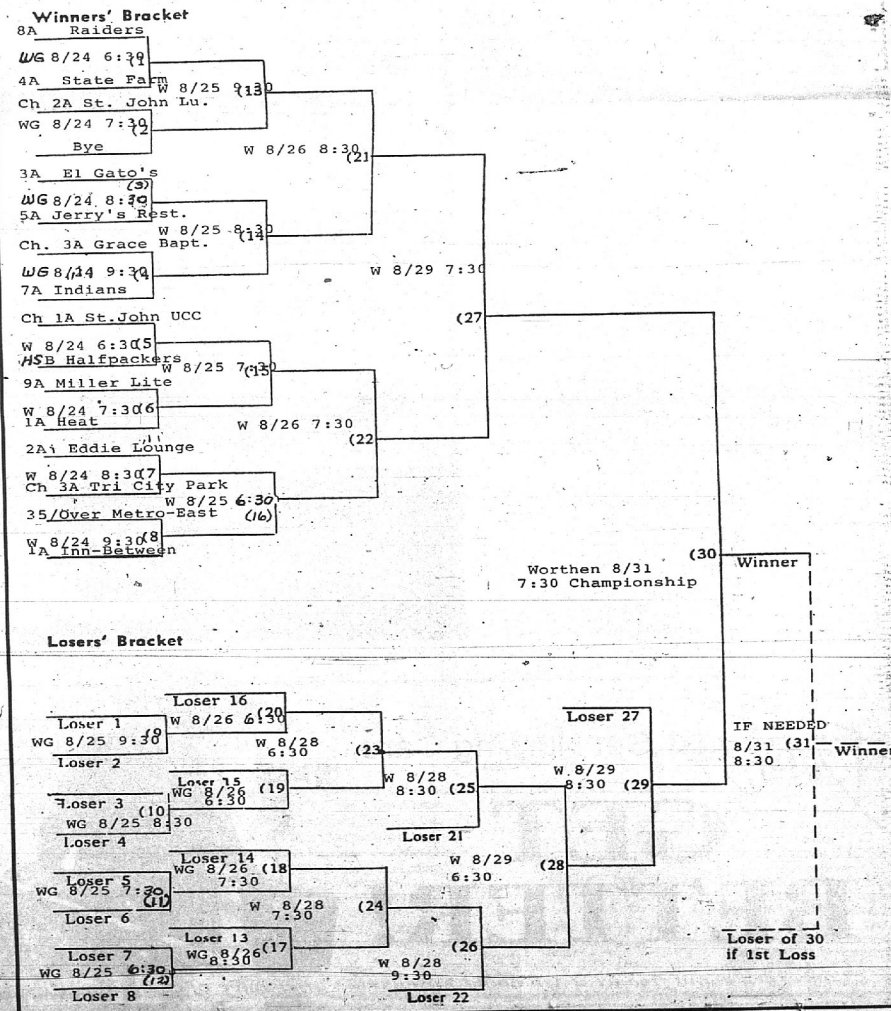 Winners' Bracket
8A Raiders
WG 8/24 6:30 (1
4A State Farm
W 8/25 9:30 (13
Ch 2A St. John Lu.
WG 8/24 7:30 (2
Bye
W 8/26 8:30 (21
3A El Gato's
(3)
WG 8/24 8:30
5A Jerry's Rest.
W 8/25 8:30 (14
Ch. 3A Grace Bapt.
WG 8/24 9:30 (4
7A Indians
W 8/29 7:30
(27
Ch 1A St.John UCC
W 8/24 6:30 (5
HSB Halfpackers
W 8/25 7:30 (15
9A Miller Lite
W 8/24 7:30 (6
1A Heat
W 8/26 7:30
(22
2A Eddie Lounge
W 8/24 8:30 (7
Ch 3A Tri City Park
W 8/25 6:30
(16)
35/Over Metro-East
W 8/24 9:30 (8
1A Inn-Between
(30
Worthen 8/31
7:30 Championship
Winner
Losers' Bracket
Loser 16
W 8/26 6:30 (20
Loser 1
WG 8/25 9:30 (9
Loser 2
W 8/28
6:30
(23
Loser 15
WG 8/26
6:30
(19
Loser 3
(10
WG 8/25 8:30
Loser 4
W 8/28
8:30 (25
Loser 21
Loser 14
WG 8/26 (18
7:30
Loser 5
WG 8/25 7:30
(11)
Loser 6
W 8/28
7:30
(24
Loser 13
WG 8/26 (17
8:30
Loser 7
WG 8/25 6:30
(12)
Loser 8
W 8/28
9:30
(26
Loser 22
W 8/29
6:30
(28
Loser 27
W 8/29
8:30 (29
IF NEEDED
8/31 (31
8:30
Winner
Loser of 30
if 1st Loss